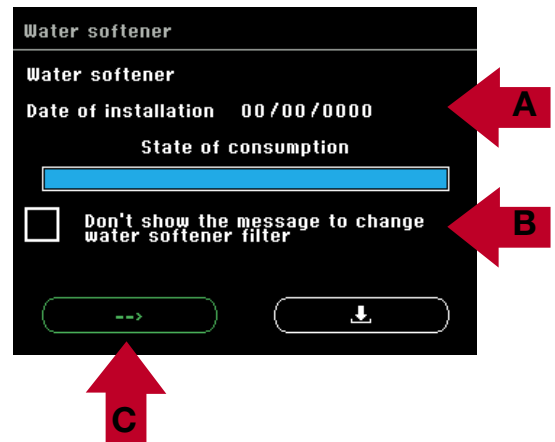 Water softener
Water softener
Date of installation 00/00/0000
A
State of consumption
Don't show the message to change
water softener filter
B
-->
C